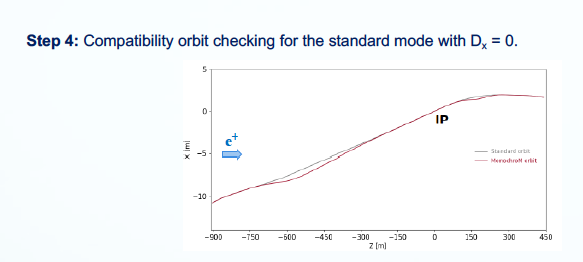 Step 4: Compatibility orbit checking for the standard mode with Dx = 0.
5
0
−5
−10
X [m]
e+
IP
Standard orbit
MonochroM orbit
−900 −750 −600 −450 −300 −150 0 150 300 450
Z [m]